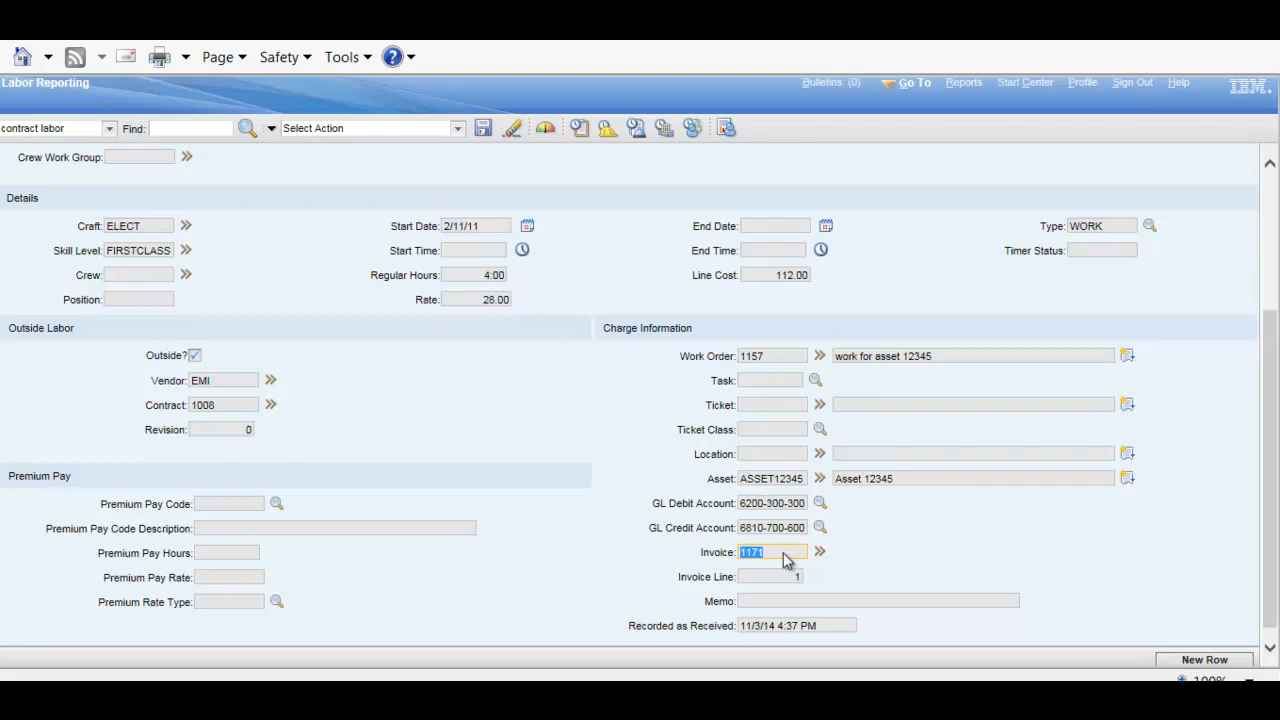 Page Safety Tools ?
Labor Reporting Bulletins: (0) Go To Reports Start Center Profile Sign Out Help IBM.
contract labor Find: Select Action
Crew Work Group:
Details
Craft: ELECT Start Date: 2/11/11 End Date: Type: WORK
Skill Level: FIRSTCLASS Start Time: End Time: Timer Status:
Crew: Regular Hours: 4:00 Line Cost: 112.00
Position: Rate: 28.00
Outside Labor Charge Information
Outside? Work Order: 1157 work for asset 12345
Vendor: EMI Task:
Contract: 1008 Ticket:
Revision: 0 Ticket Class:
Location:
Premium Pay Asset: ASSET12345 Asset 12345
Premium Pay Code: GL Debit Account: 6200-300-300
Premium Pay Code Description: GL Credit Account: 6810-700-600
Premium Pay Hours: Invoice: 1171
Premium Pay Rate: Invoice Line: 1
Premium Rate Type: Memo:
Recorded as Received: 11/3/14 4:37 PM
New Row
100%